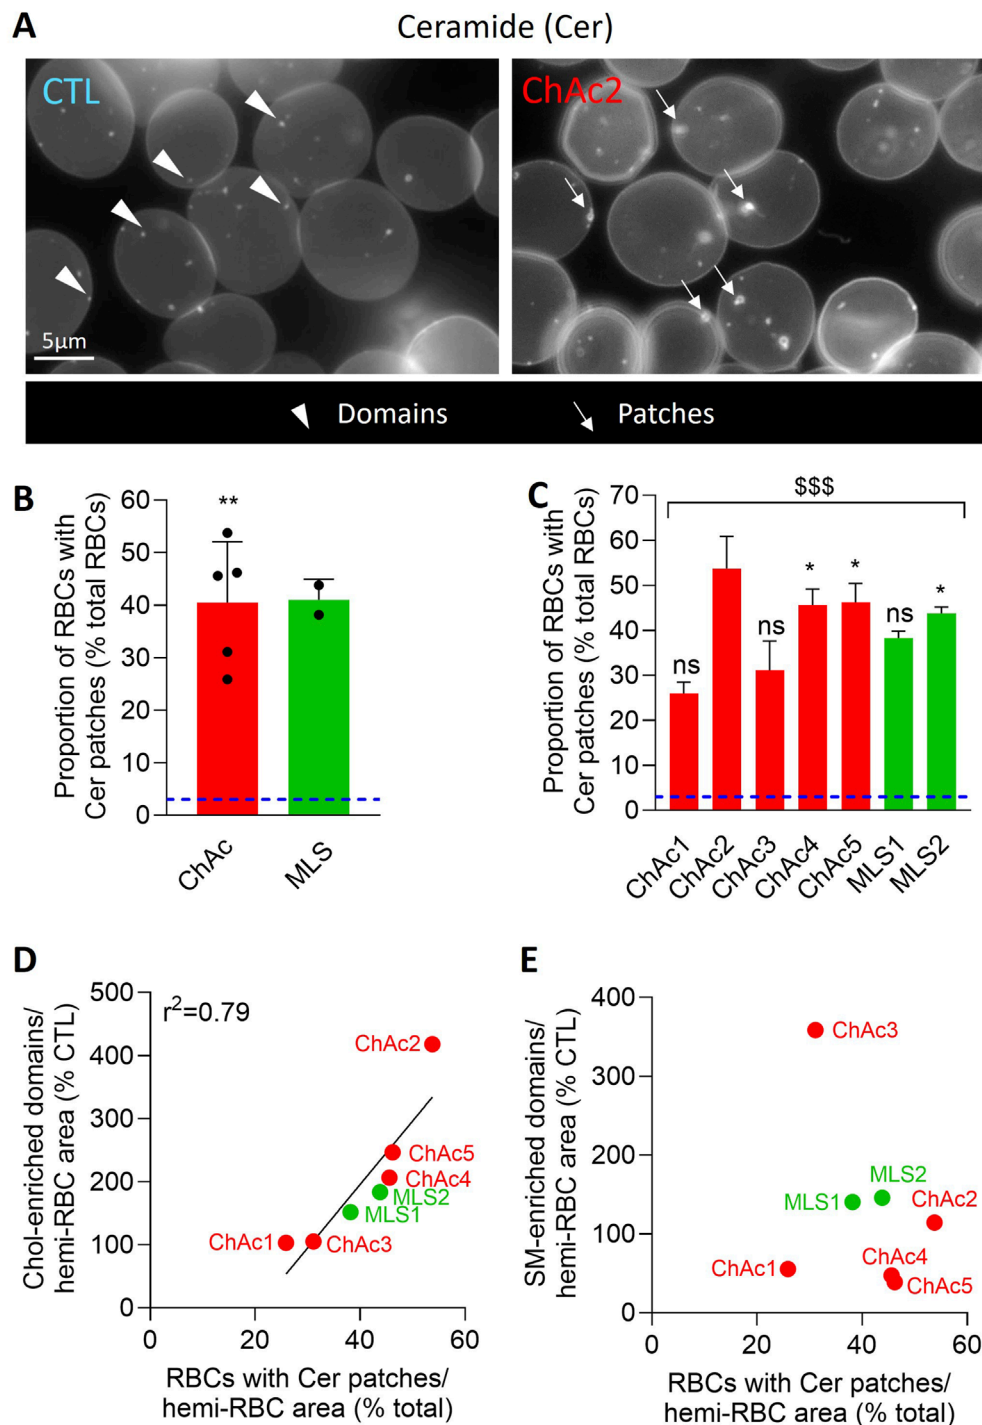 A
Ceramide (Cer)
CTL
ChAc2
5µm
Domains
Patches
B
Proportion of RBCs with
Cer patches (% total RBCs)
60
50
40
30
20
10
0
**
ChAc
MLS
C
Proportion of RBCs with
Cer patches (% total RBCs)
70
60
50
40
30
20
10
0
$$$
ns
ns
*
*
ns
*
ChAc1
ChAc2
ChAc3
ChAc4
ChAc5
MLS1
MLS2
D
Chol-enriched domains/
hemi-RBC area (% CTL)
500
400
300
200
100
0
r²=0.79
ChAc2
ChAc5
ChAc4
MLS2
MLS1
ChAc1
ChAc3
0
20
40
60
RBCs with Cer patches/
hemi-RBC area (% total)
E
SM-enriched domains/
hemi-RBC area (% CTL)
400
300
200
100
0
ChAc3
MLS2
MLS1
ChAc2
ChAc4
ChAc1
ChAc5
0
20
40
60
RBCs with Cer patches/
hemi-RBC area (% total)